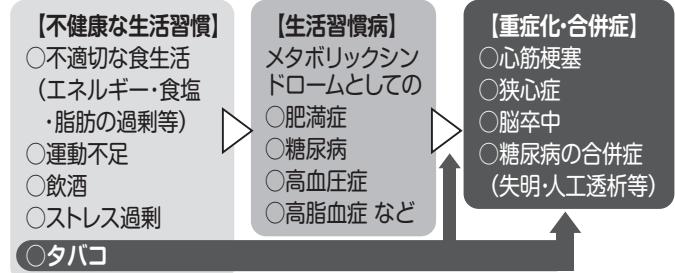 【不健康な生活習慣】
○不適切な食生活
（エネルギー・食塩
・脂肪の過剰等）
○運動不足
○飲酒
○ストレス過剰
○タバコ
【生活習慣病】
メタボリックシン
ドロームとしての
○肥満症
○糖尿病
○高血圧症
○高脂血症 など
【重症化・合併症】
○心筋梗塞
○狭心症
○脳卒中
○糖尿病の合併症
（失明・人工透析等）